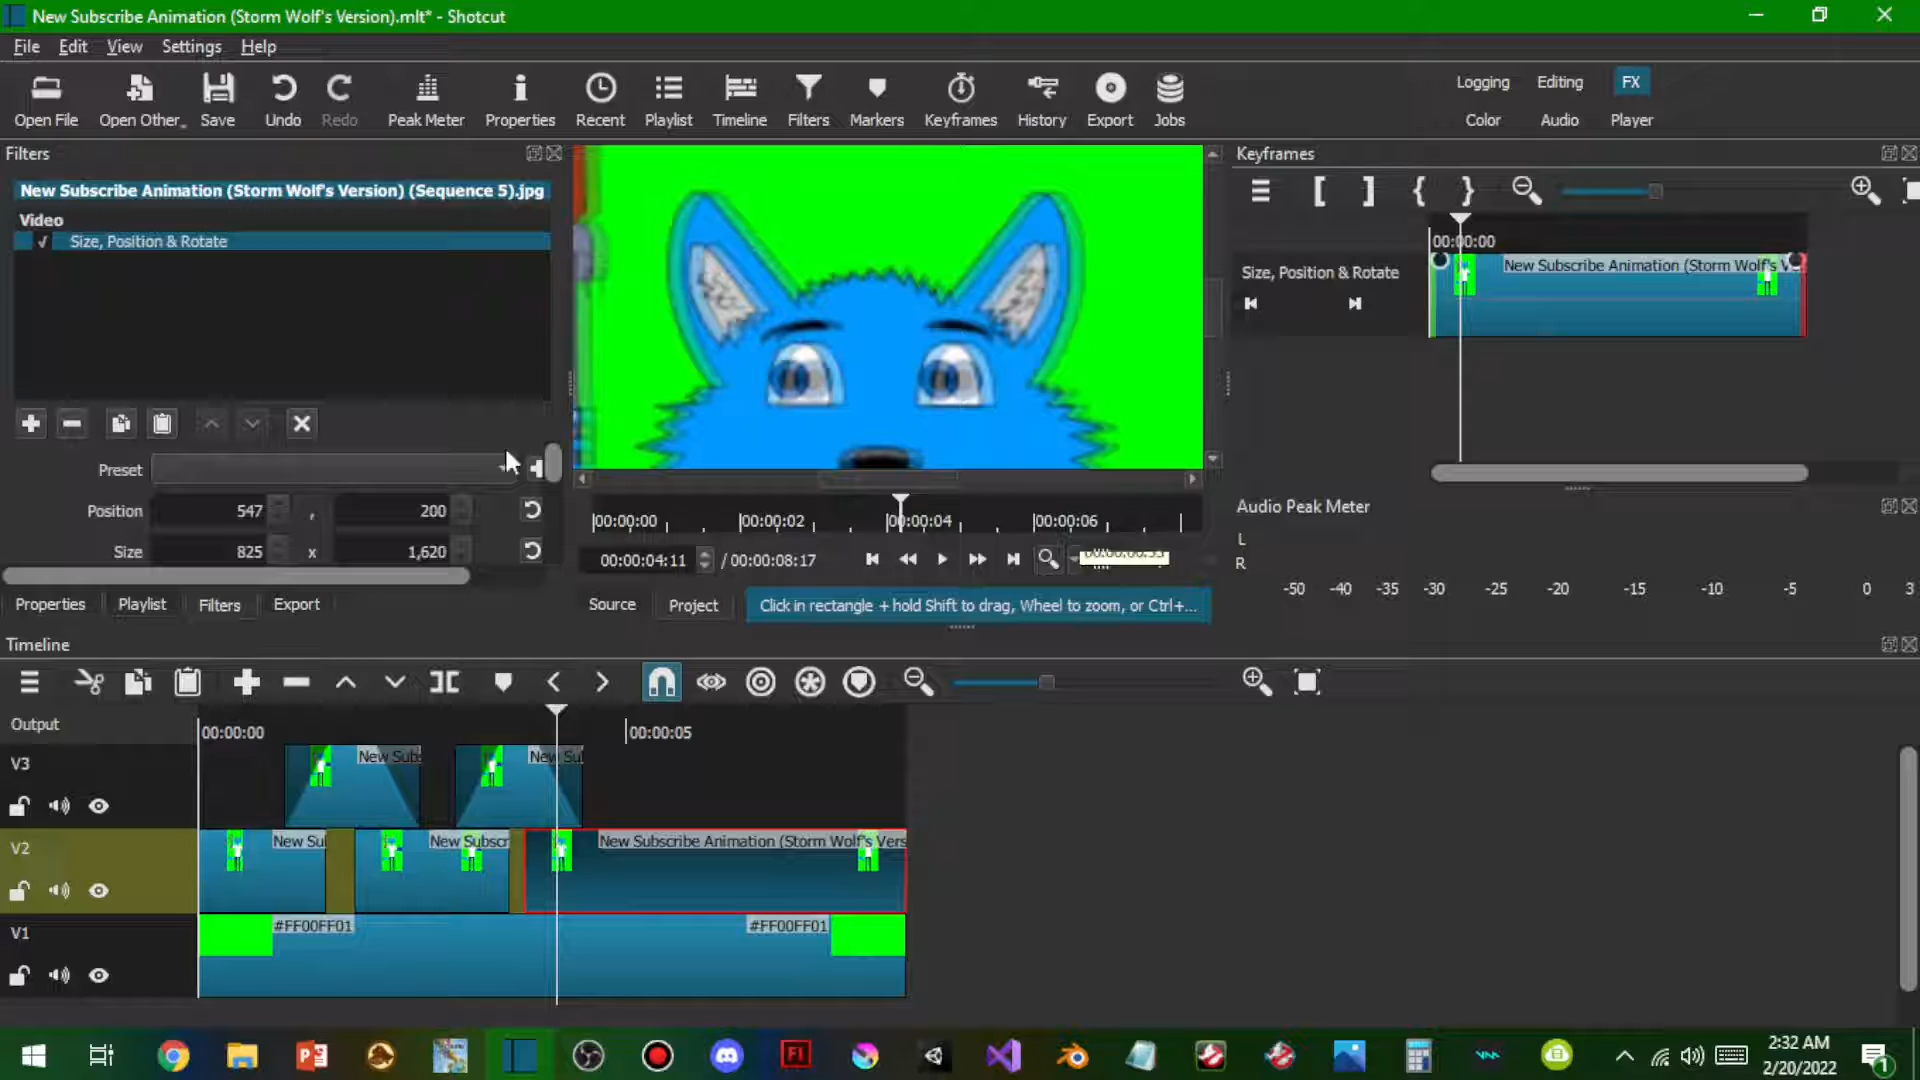 New Subscribe Animation (Storm Wolf's Version).mlt* - Shotcut
File Edit View Settings Help
Open File Open Other... Save Undo Redo Peak Meter Properties Recent Playlist Timeline Filters Markers Keyframes History Export Jobs
Logging Editing FX
Color Audio Player
Filters
New Subscribe Animation (Storm Wolf's Version) (Sequence 5).jpg
Video
✓ Size, Position & Rotate
Preset
Position 547 , 200
Size 825 x 1,620
Properties Playlist Filters Export
00:00:00 00:00:02 00:00:04 00:00:06
00:00:04:11 / 00:00:08:17
Source Project Click in rectangle + hold Shift to drag, Wheel to zoom, or Ctrl+...
Keyframes
00:00:00
Size, Position & Rotate
New Subscribe Animation (Storm Wolf's V
Audio Peak Meter
L
R
-50 -40 -35 -30 -25 -20 -15 -10 -5 0 3
Timeline
Output
00:00:00 00:00:05
V3
New Subs New Sul
V2
New Sul New Subscr New Subscribe Animation (Storm Wolf's Vers
V1
#FF00FF01 #FF00FF01
2:32 AM
2/20/2022
1